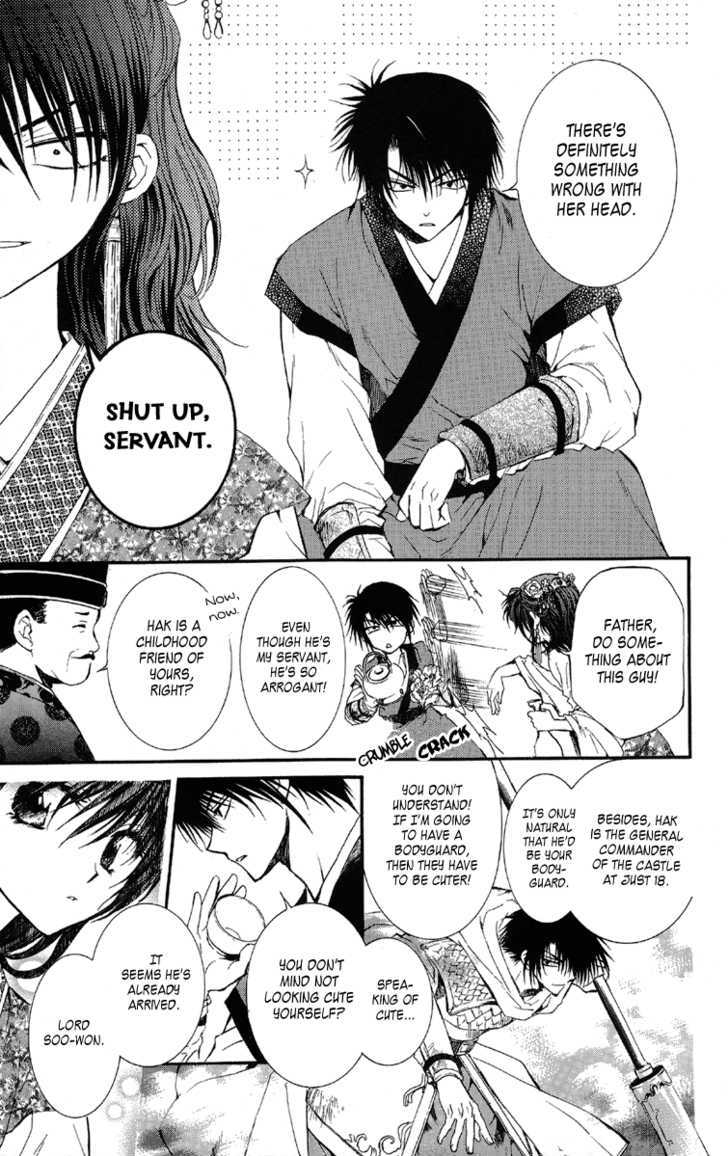 THERE'S
DEFINITELY
SOMETHING
WRONG WITH
HER HEAD.
SHUT UP,
SERVANT.
FATHER,
DO SOME-
THING ABOUT
THIS GUY!
EVEN
THOUGH HE'S
MY SERVANT,
HE'S SO
ARROGANT!
CRUMBLE
CRACK
Now,
now.
HAK IS A
CHILDHOOD
FRIEND OF
YOURS,
RIGHT?
BESIDES, HAK
IS THE GENERAL
COMMANDER
OF THE CASTLE
AT JUST 18.
IT'S ONLY
NATURAL
THAT HE'D
BE YOUR
BODY-
GUARD.
YOU DON'T
UNDERSTAND!
IF I'M GOING
TO HAVE A
BODYGUARD,
THEN THEY HAVE
TO BE CUTER!
SPEA-
KING OF
CUTE...
YOU DON'T
MIND NOT
LOOKING CUTE
YOURSELF?
IT
SEEMS HE'S
ALREADY
ARRIVED.
LORD
SOO-WON.